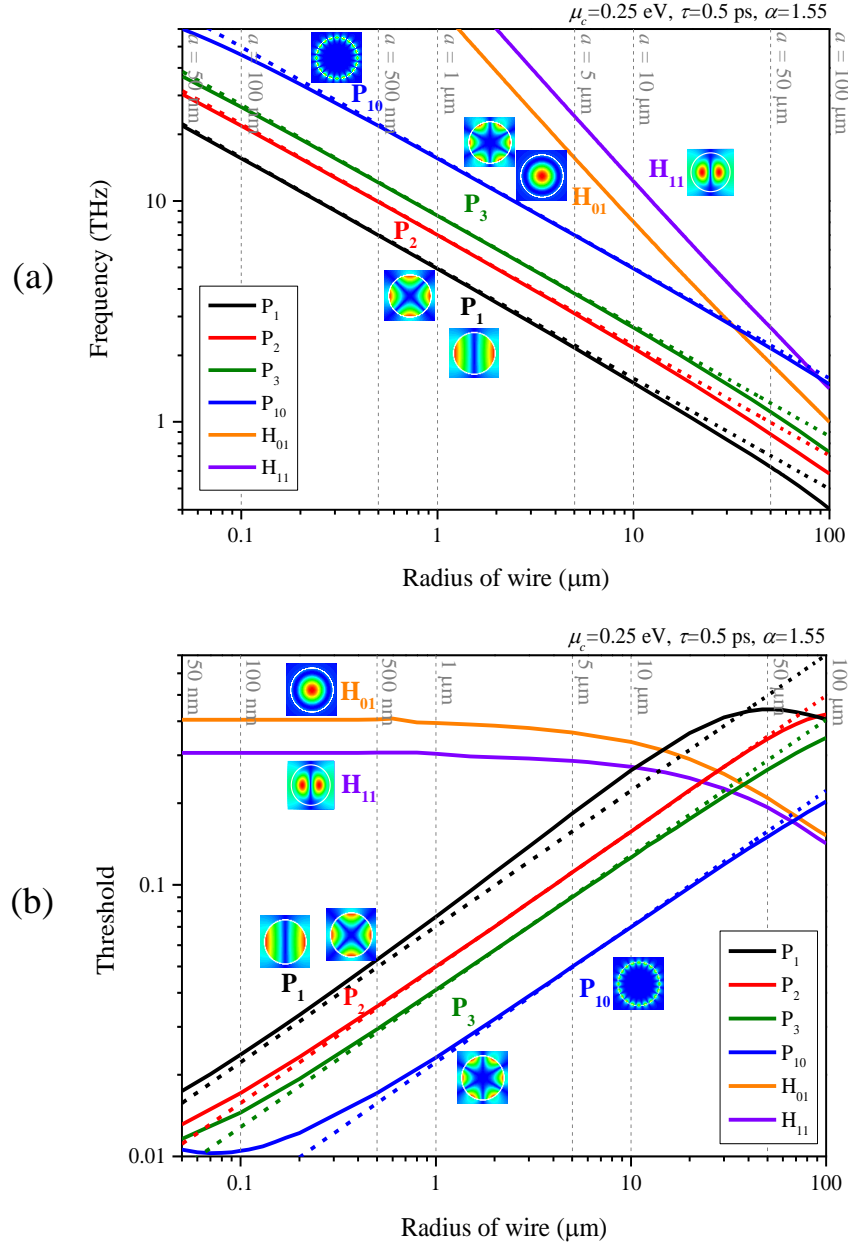 μc=0.25 eV, τ=0.5 ps, α=1.55
(a)
Frequency (THz)
10
1
a = 50 nm
a = 100 nm
a = 500 nm
a = 1 μm
a = 5 μm
a = 10 μm
a = 50 μm
a = 100 μm
P10
P3
H01
H11
P2
P1
P1
P2
P3
P10
H01
H11
0.1
1
10
100
Radius of wire (μm)
μc=0.25 eV, τ=0.5 ps, α=1.55
(b)
Threshold
0.1
0.01
50 nm
100 nm
500 nm
1 μm
5 μm
10 μm
50 μm
100 μm
H01
H11
P1
P2
P3
P10
P1
P2
P3
P10
H01
H11
0.1
1
10
100
Radius of wire (μm)